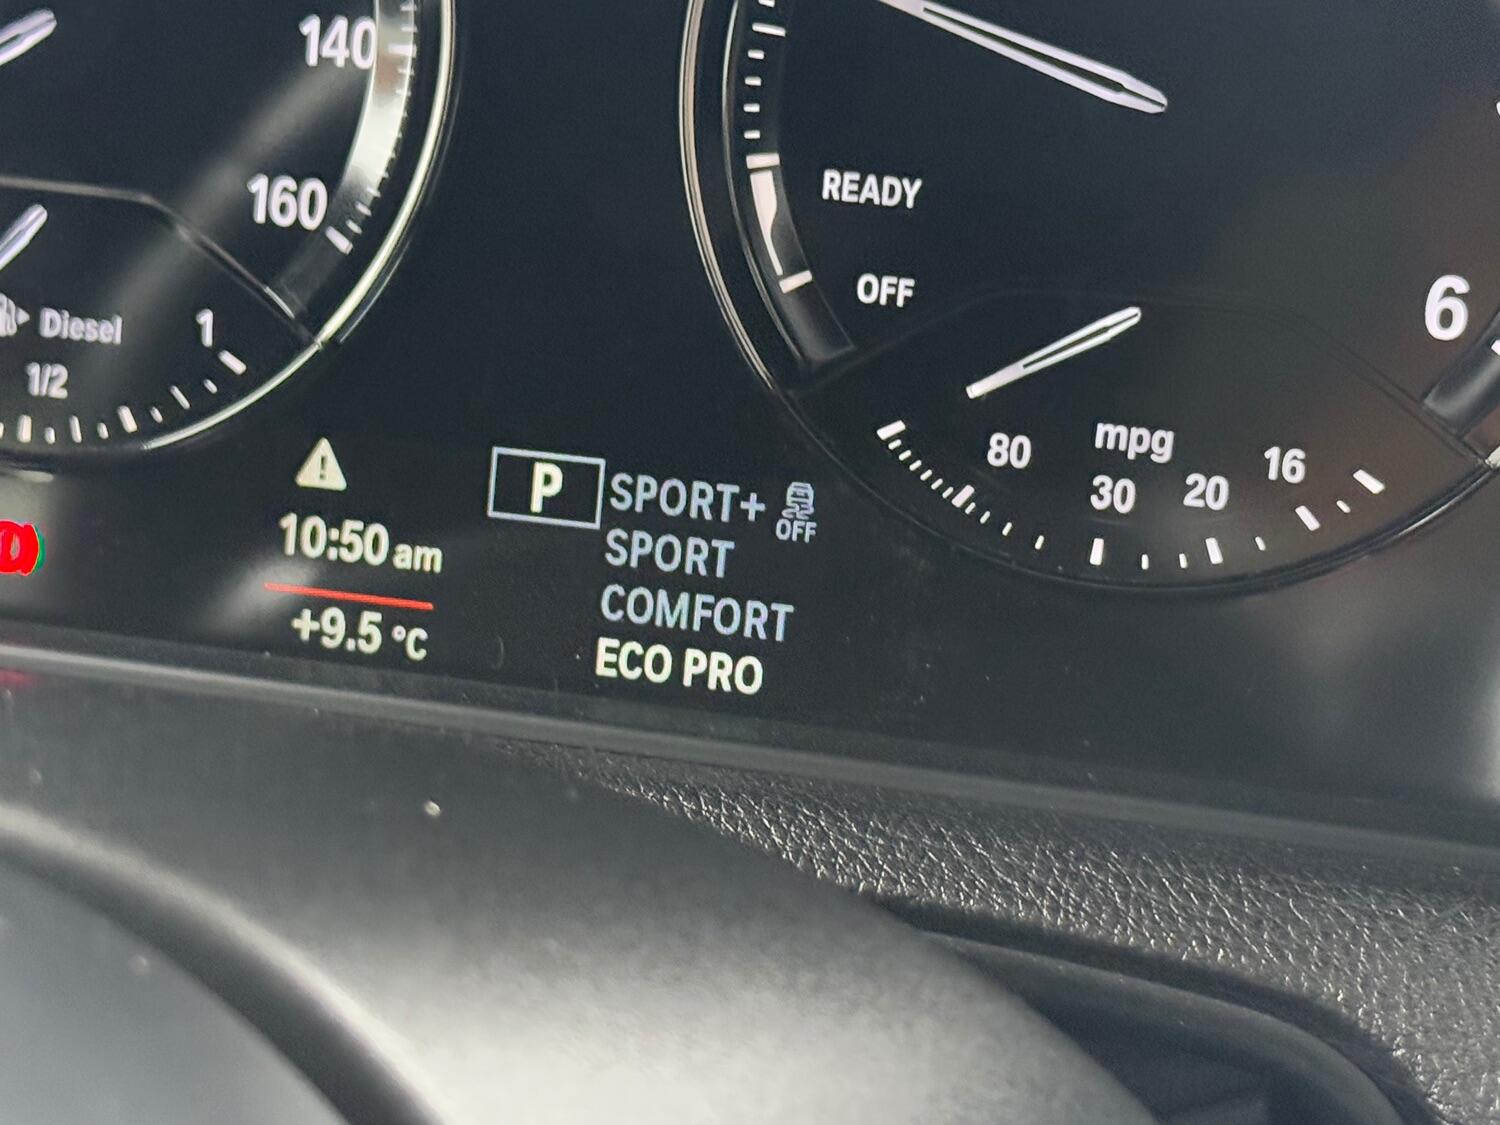 140
160
READY
OFF
6
Diesel
1
1/2
80
mpg
30
20
16
P
SPORT+
OFF
SPORT
COMFORT
ECO PRO
10:50 am
+9.5 °C